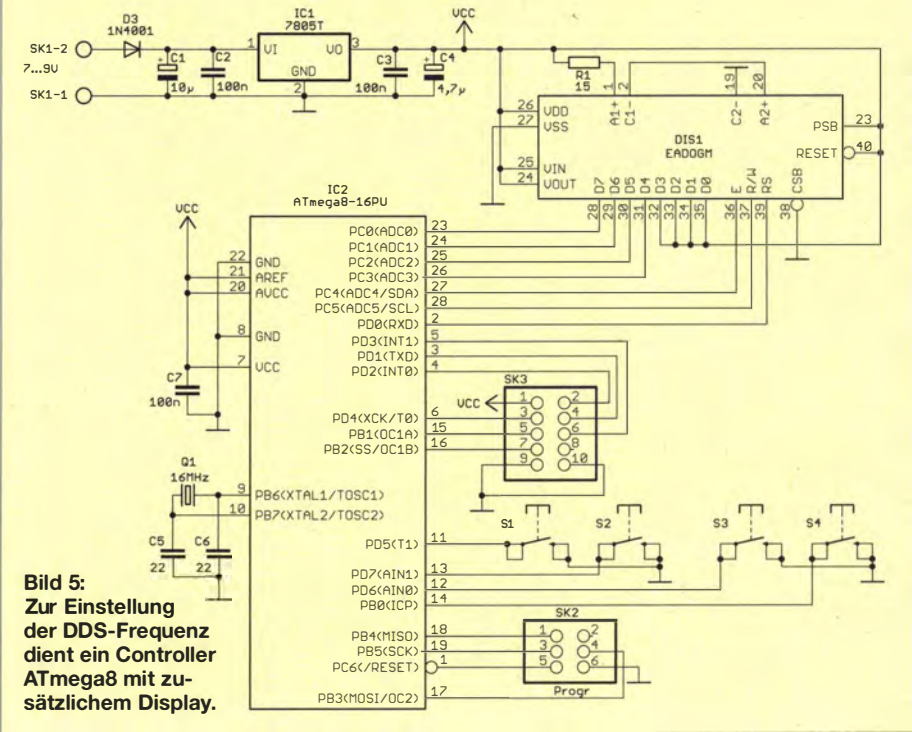 D3
1N4001
SK1-2
7...9V
SK1-1
C1
10µ
C2
100n
IC1
7805T
1
VI
VO
3
GND
2
C3
100n
C4
4,7µ
VCC
R1
15
1
2
19
20
A1+
C1-
C2-
A2+
26
VDD
27
VSS
25
VIN
24
VOUT
DIS1
EADOGM
PSB
23
RESET
40
D7
D6
D5
D4
D3
D2
D1
D0
E
R/W
RS
CSB
28
29
30
31
32
33
34
35
36
37
39
38
IC2
ATmega8-16PU
VCC
22
GND
21
AREF
20
AVCC
8
GND
7
VCC
C7
100n
Q1
16MHz
9
PB6(XTAL1/TOSC1)
10
PB7(XTAL2/TOSC2)
C5
22
C6
22
PC0(ADC0)
23
PC1(ADC1)
24
PC2(ADC2)
25
PC3(ADC3)
26
PC4(ADC4/SDA)
27
PC5(ADC5/SCL)
28
PD0(RXD)
2
PD3(INT1)
5
PD1(TXD)
3
PD2(INT0)
4
PD4(XCK/T0)
6
PB1(OC1A)
15
PB2(SS/OC1B)
16
PD5(T1)
11
PD7(AIN1)
13
PD6(AIN0)
12
PB0(ICP)
14
PB4(MISO)
18
PB5(SCK)
19
PC6(/RESET)
1
PB3(MOSI/OC2)
17
SK3
VCC
1
2
3
4
5
6
7
8
9
10
S1
S2
S3
S4
SK2
1
2
3
4
5
6
Progr
Bild 5:
Zur Einstellung
der DDS-Frequenz
dient ein Controller
ATmega8 mit zu-
sätzlichem Display.